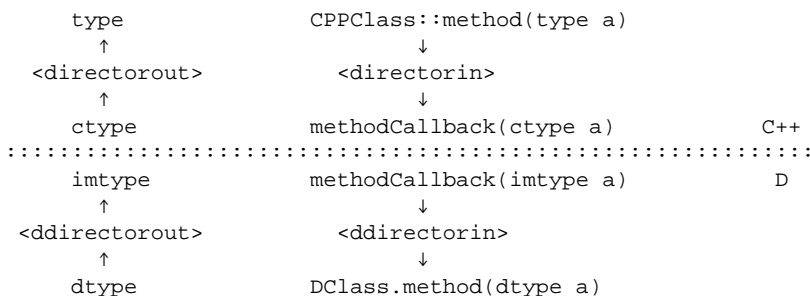 type CPPClass::method(type a)
↑ ↓
<directorout> <directorin>
↑ ↓
ctype methodCallback(ctype a) C++
:::::::::::::::::::::::::::::::::::::::::::::::::::::::::::::
imtype methodCallback(imtype a) D
↑ ↓
<ddirectorout> <ddirectorin>
↑ ↓
dtype DClass.method(dtype a)